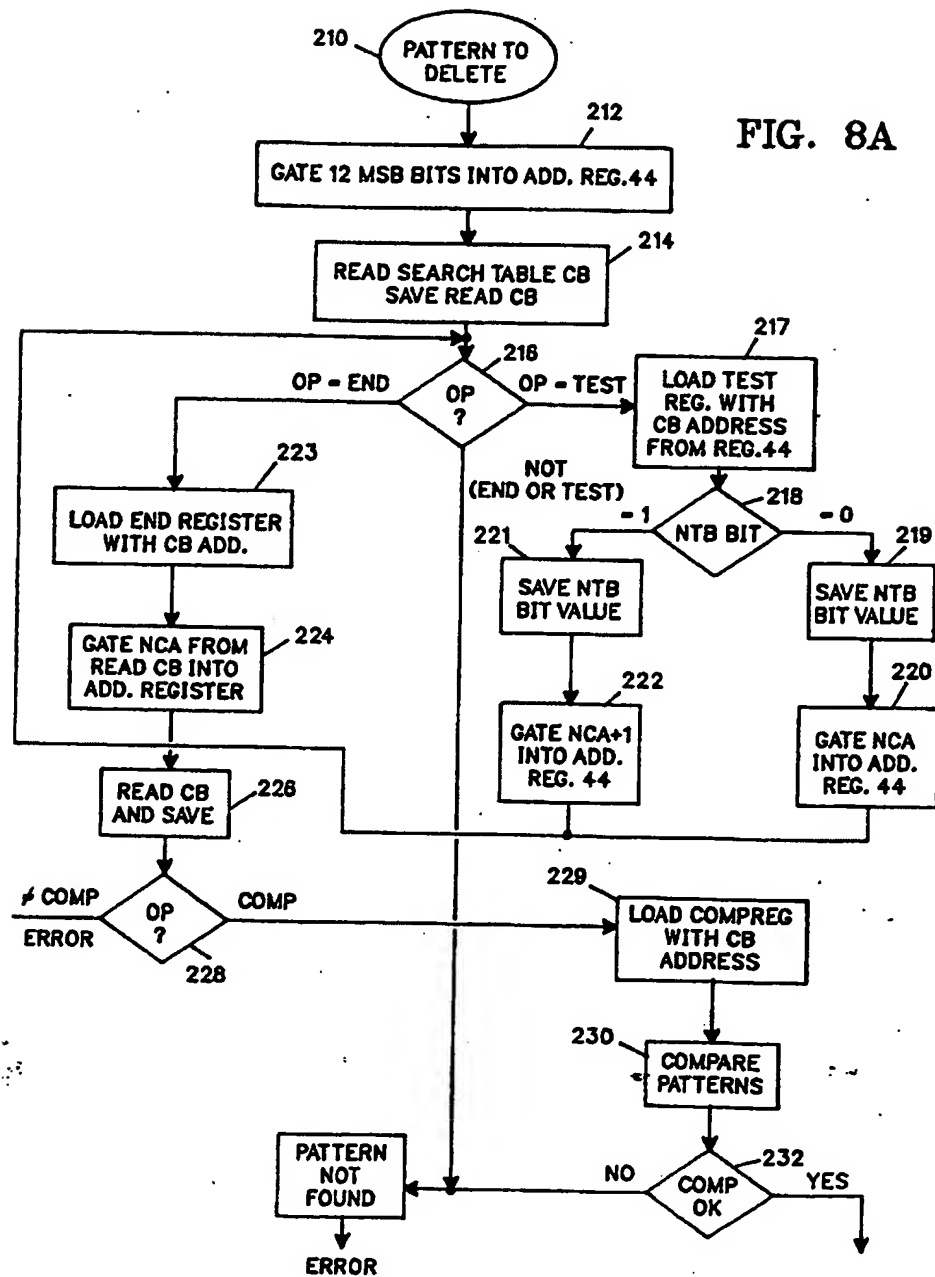 210
PATTERN TO
DELETE
FIG. 8A
212
GATE 12 MSB BITS INTO ADD. REG.44
214
READ SEARCH TABLE CB
SAVE READ CB
216
OP
?
OP = END
OP = TEST
NOT
(END OR TEST)
217
LOAD TEST
REG. WITH
CB ADDRESS
FROM REG.44
218
NTB BIT
= 1
= 0
221
SAVE NTB
BIT VALUE
219
SAVE NTB
BIT VALUE
222
GATE NCA+1
INTO ADD.
REG. 44
220
GATE NCA
INTO ADD.
REG. 44
223
LOAD END REGISTER
WITH CB ADD.
224
GATE NCA FROM
READ CB INTO
ADD. REGISTER
READ CB
AND SAVE
226
≠ COMP
ERROR
OP
?
228
COMP
229
LOAD COMPREG
WITH CB
ADDRESS
230
COMPARE
PATTERNS
232
COMP
OK
NO
YES
PATTERN
NOT
FOUND
ERROR